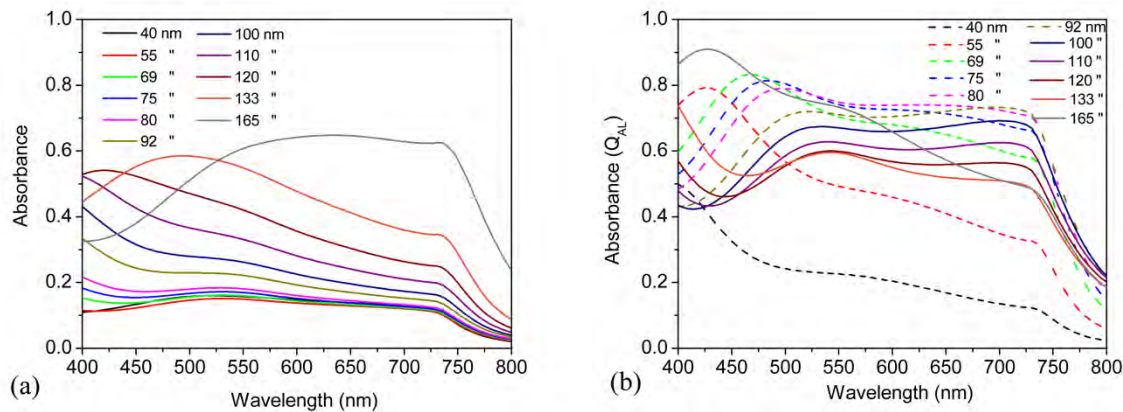 1.0
0.8
0.6
0.4
0.2
0.0
Absorbance
40 nm
55 "
69 "
75 "
80 "
92 "
100 nm
110 "
120 "
133 "
165 "
400 450 500 550 600 650 700 750 800
Wavelength (nm)
(a)
1.0
0.8
0.6
0.4
0.2
0.0
Absorbance (Q_AL)
40 nm
55 "
69 "
75 "
80 "
92 nm
100 "
110 "
120 "
133 "
165 "
400 450 500 550 600 650 700 750 800
Wavelength (nm)
(b)